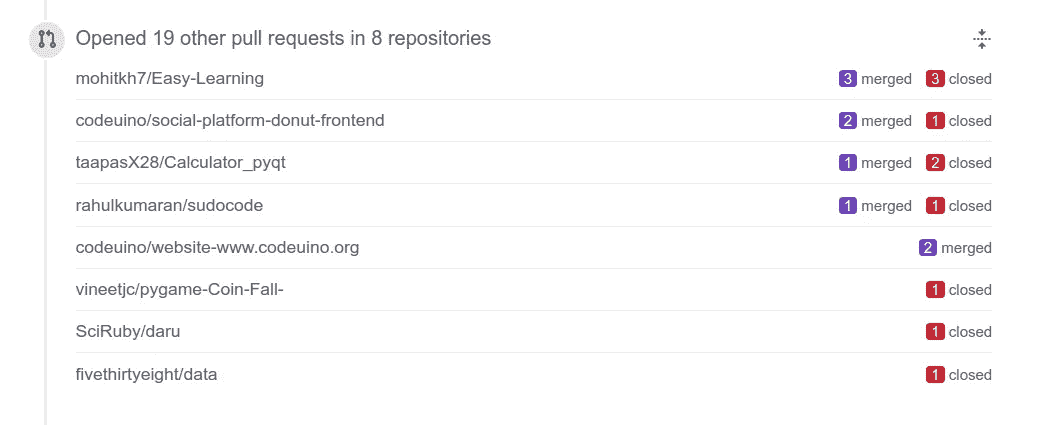 Opened 19 other pull requests in 8 repositories
mohitkh7/Easy-Learning 3 merged 3 closed
codeuino/social-platform-donut-frontend 2 merged 1 closed
taapasX28/Calculator_pyqt 1 merged 2 closed
rahulkumaran/sudocode 1 merged 1 closed
codeuino/website-www.codeuino.org 2 merged
vineetjc/pygame-Coin-Fall- 1 closed
SciRuby/daru 1 closed
fivethirtyeight/data 1 closed